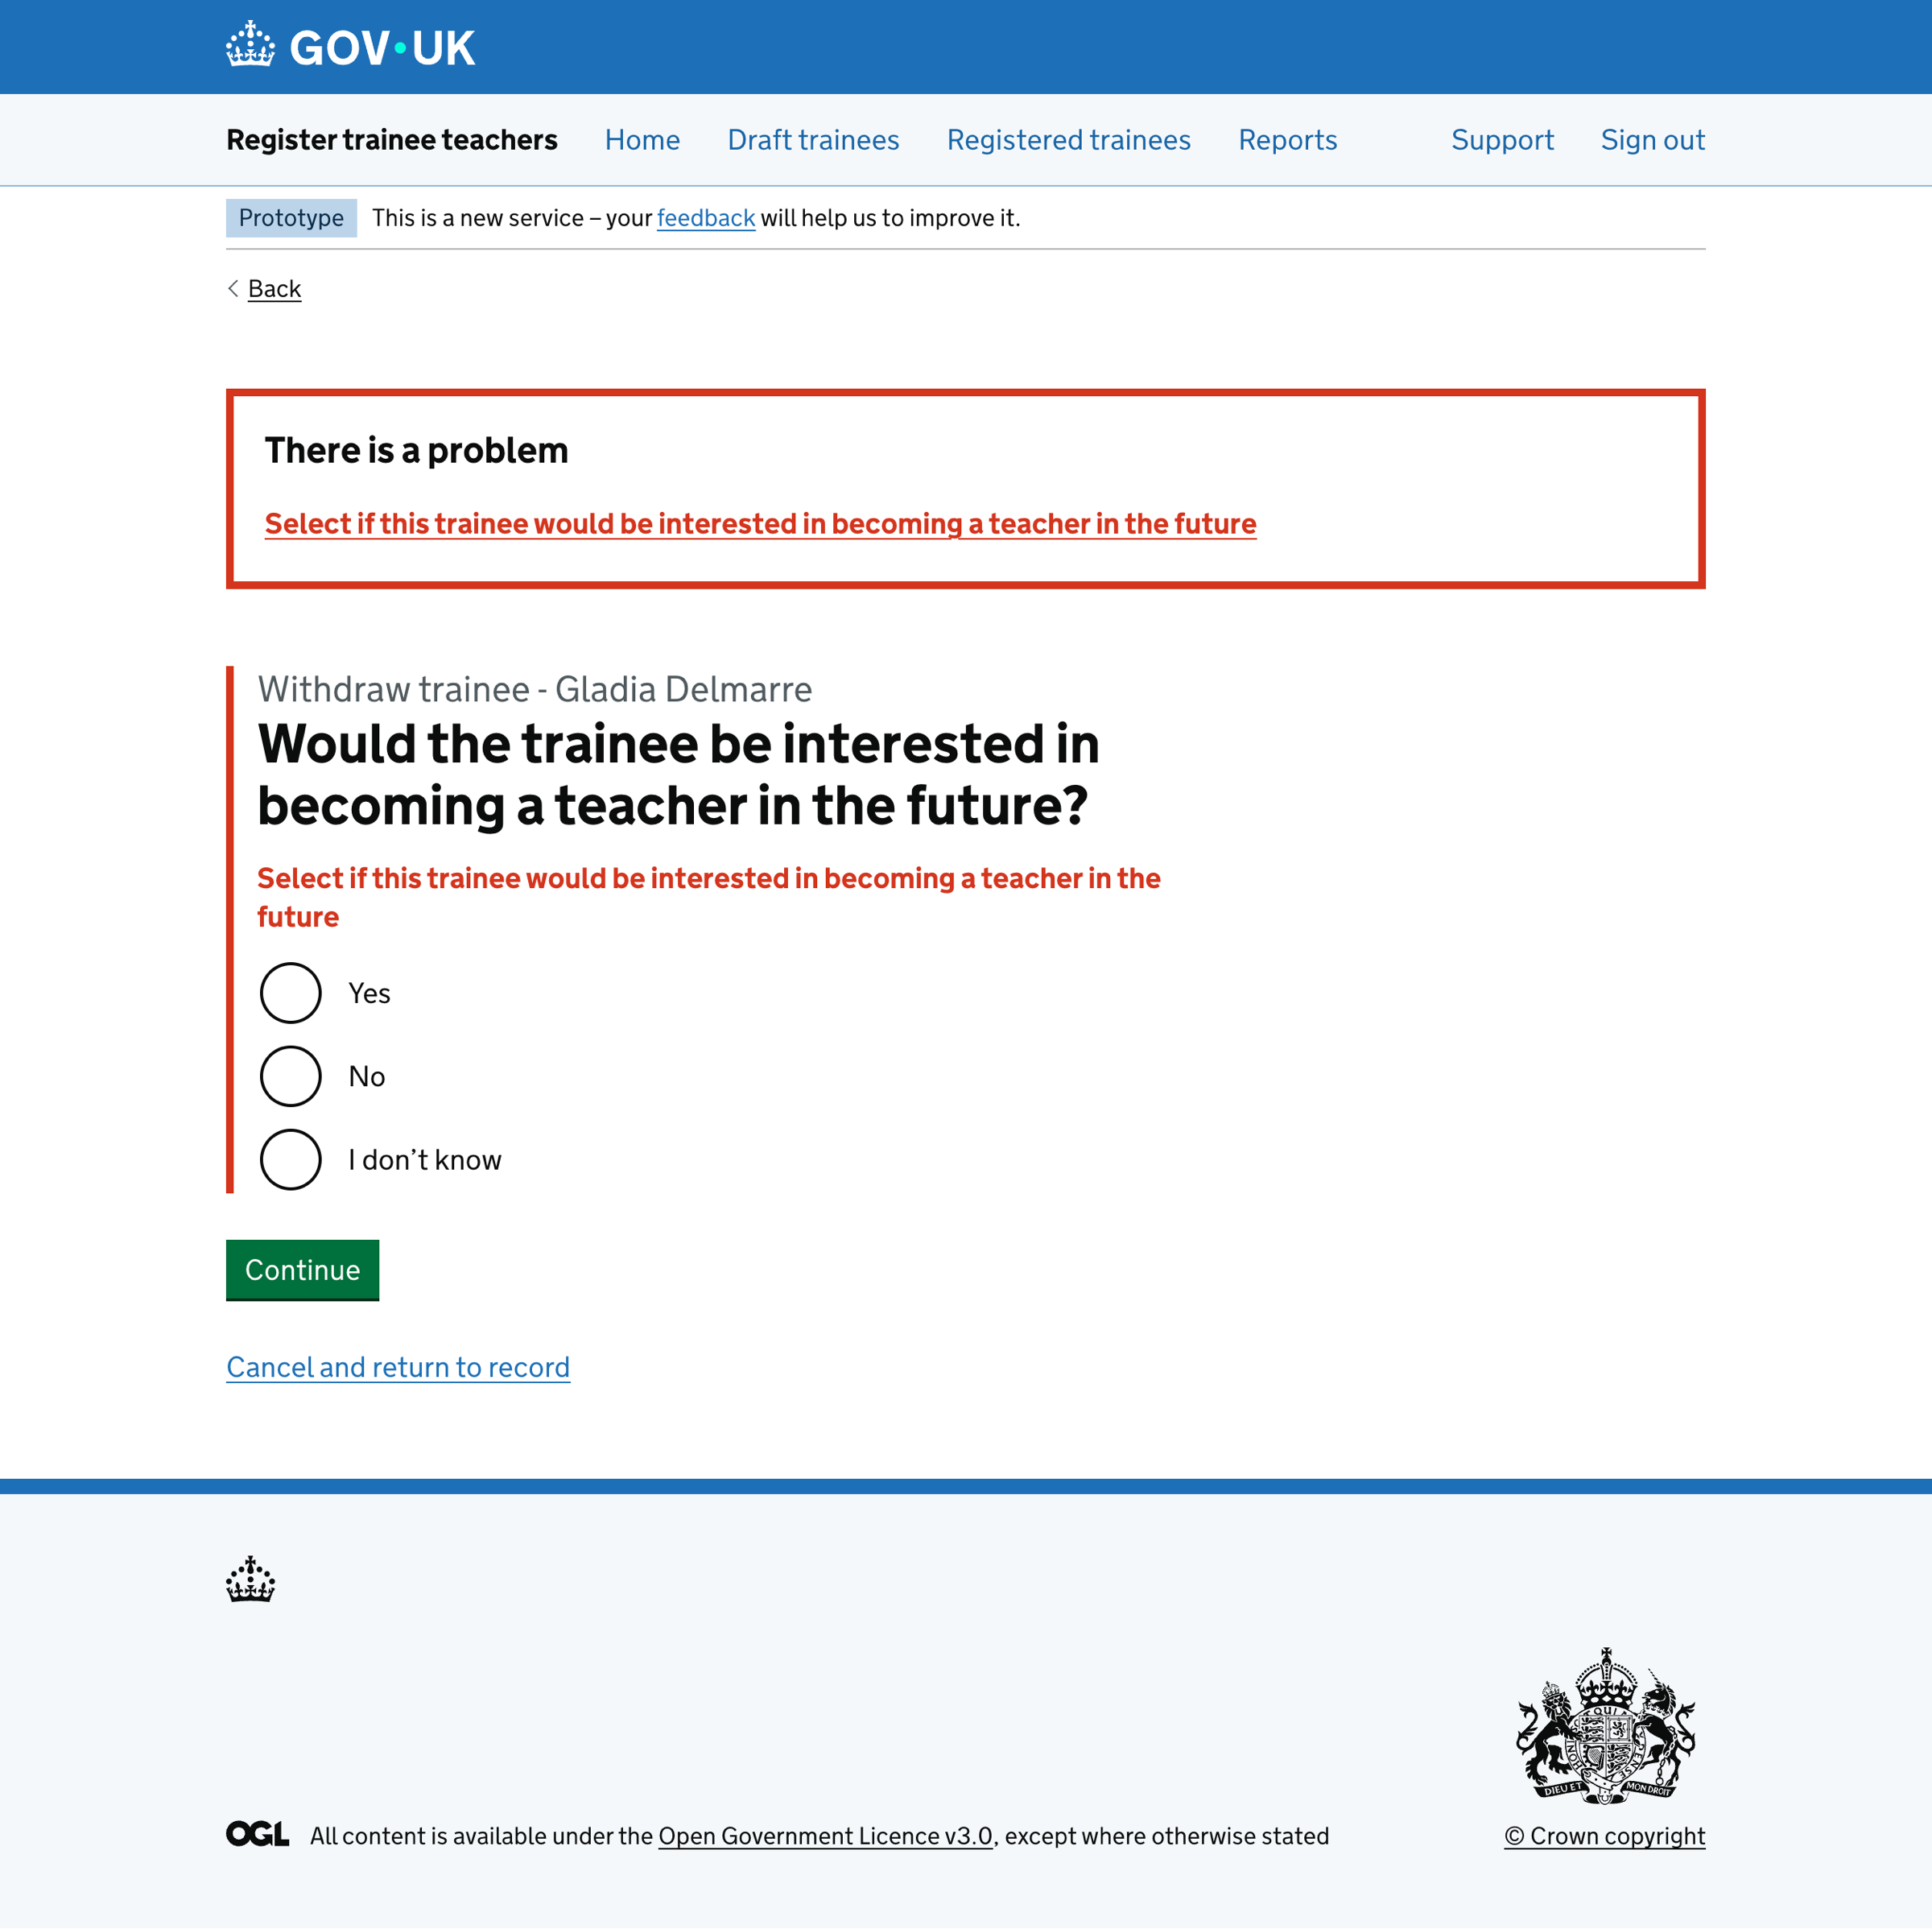 GOV·UK
Register trainee teachers Home Draft trainees Registered trainees Reports Support Sign out
Prototype This is a new service – your feedback will help us to improve it.
Back
There is a problem
Select if this trainee would be interested in becoming a teacher in the future
Withdraw trainee - Gladia Delmarre
Would the trainee be interested in
becoming a teacher in the future?
Select if this trainee would be interested in becoming a teacher in the
future
Yes
No
I don’t know
Continue
Cancel and return to record
DIEU ET MON DROIT
OGL All content is available under the Open Government Licence v3.0, except where otherwise stated
© Crown copyright